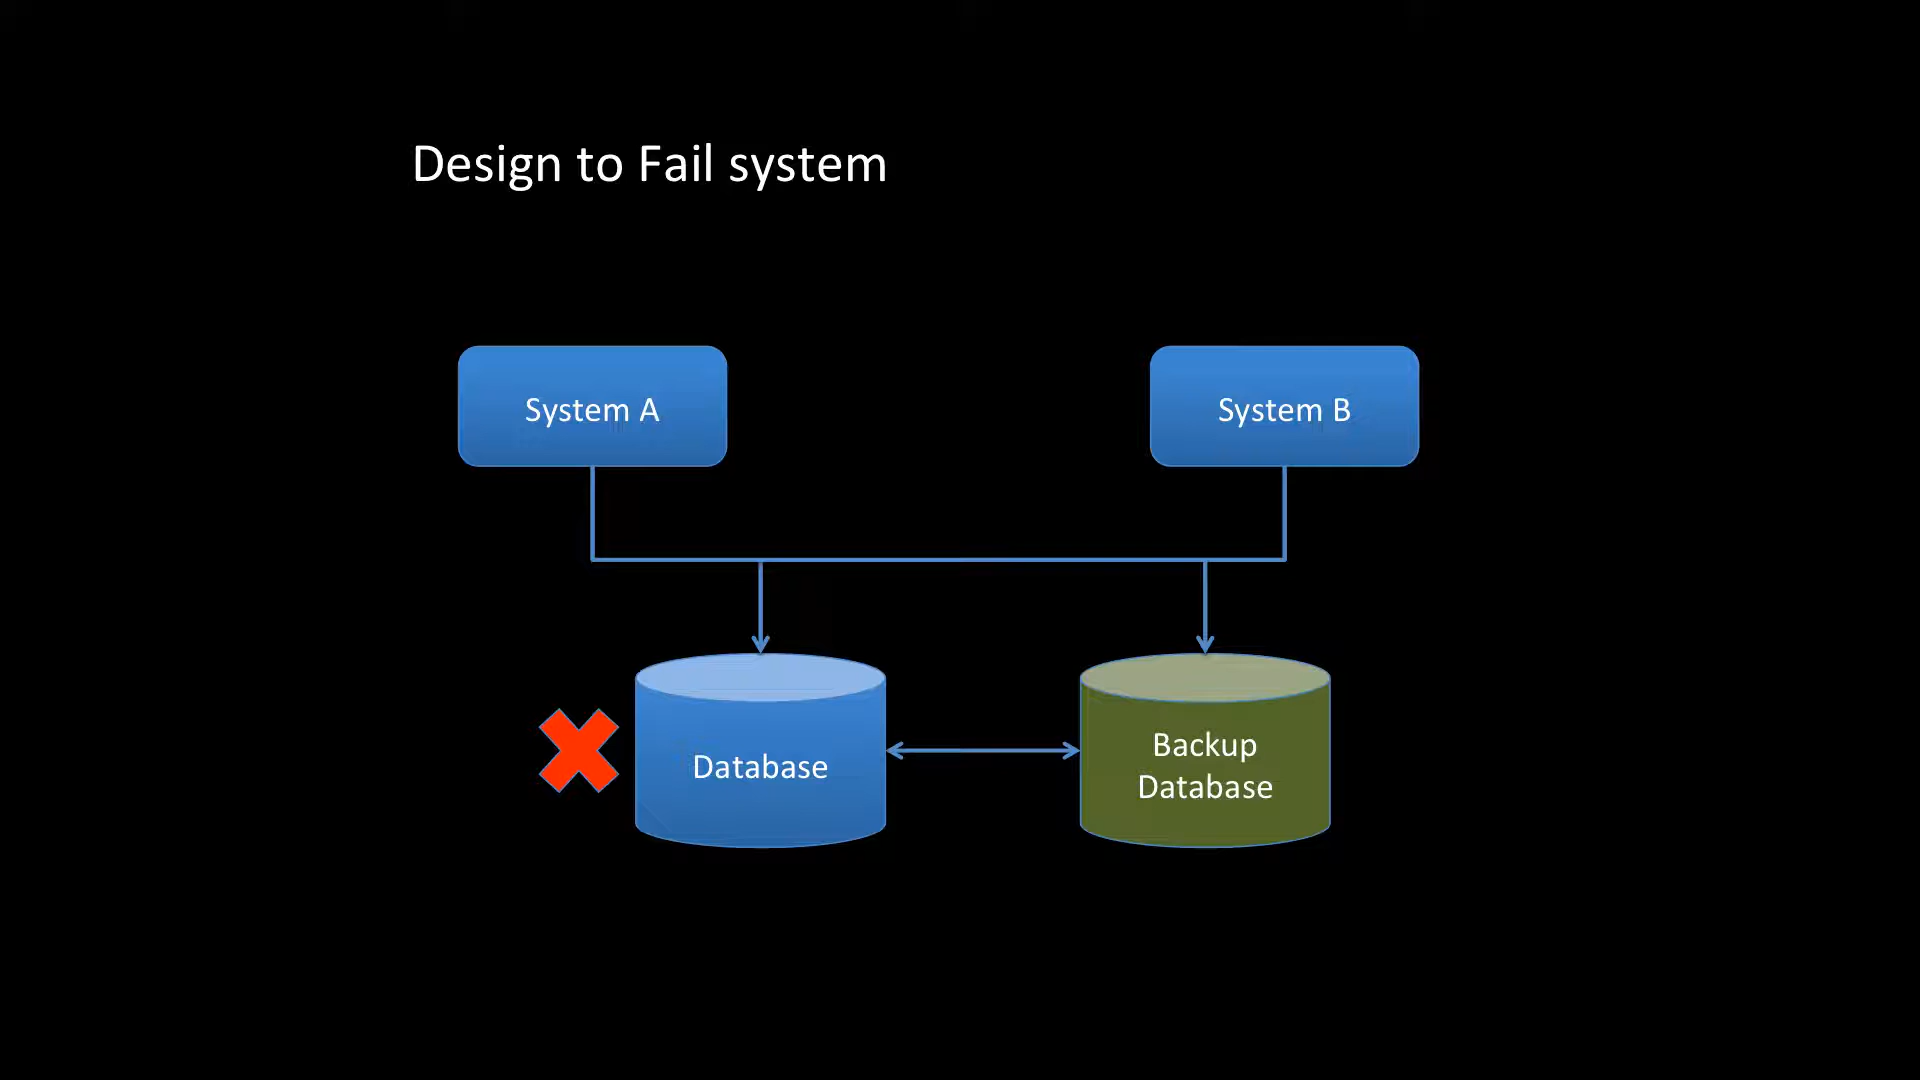 Design to Fail system
System A
System B
Database
Backup
Database